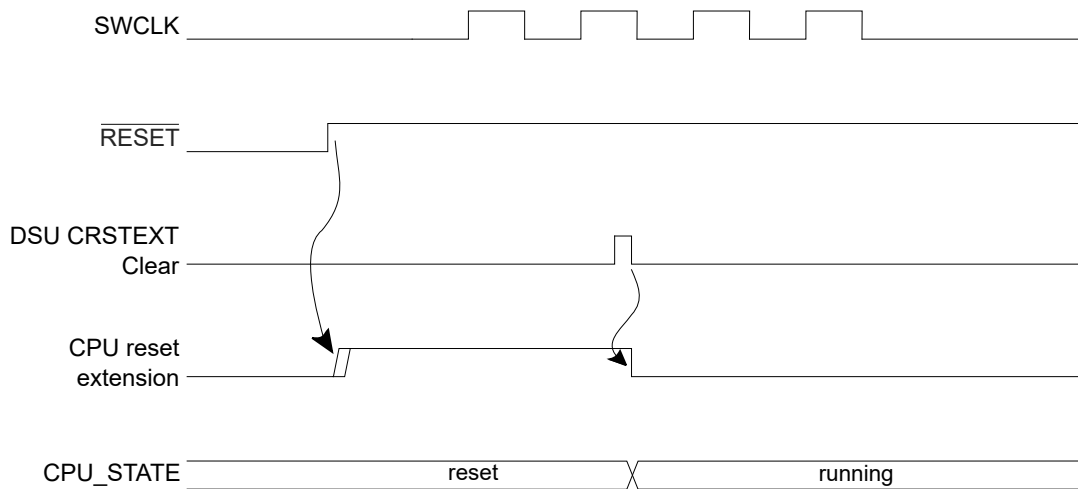 SWCLK
RESET
DSU CRSTEXT
Clear
CPU reset
extension
CPU_STATE reset running